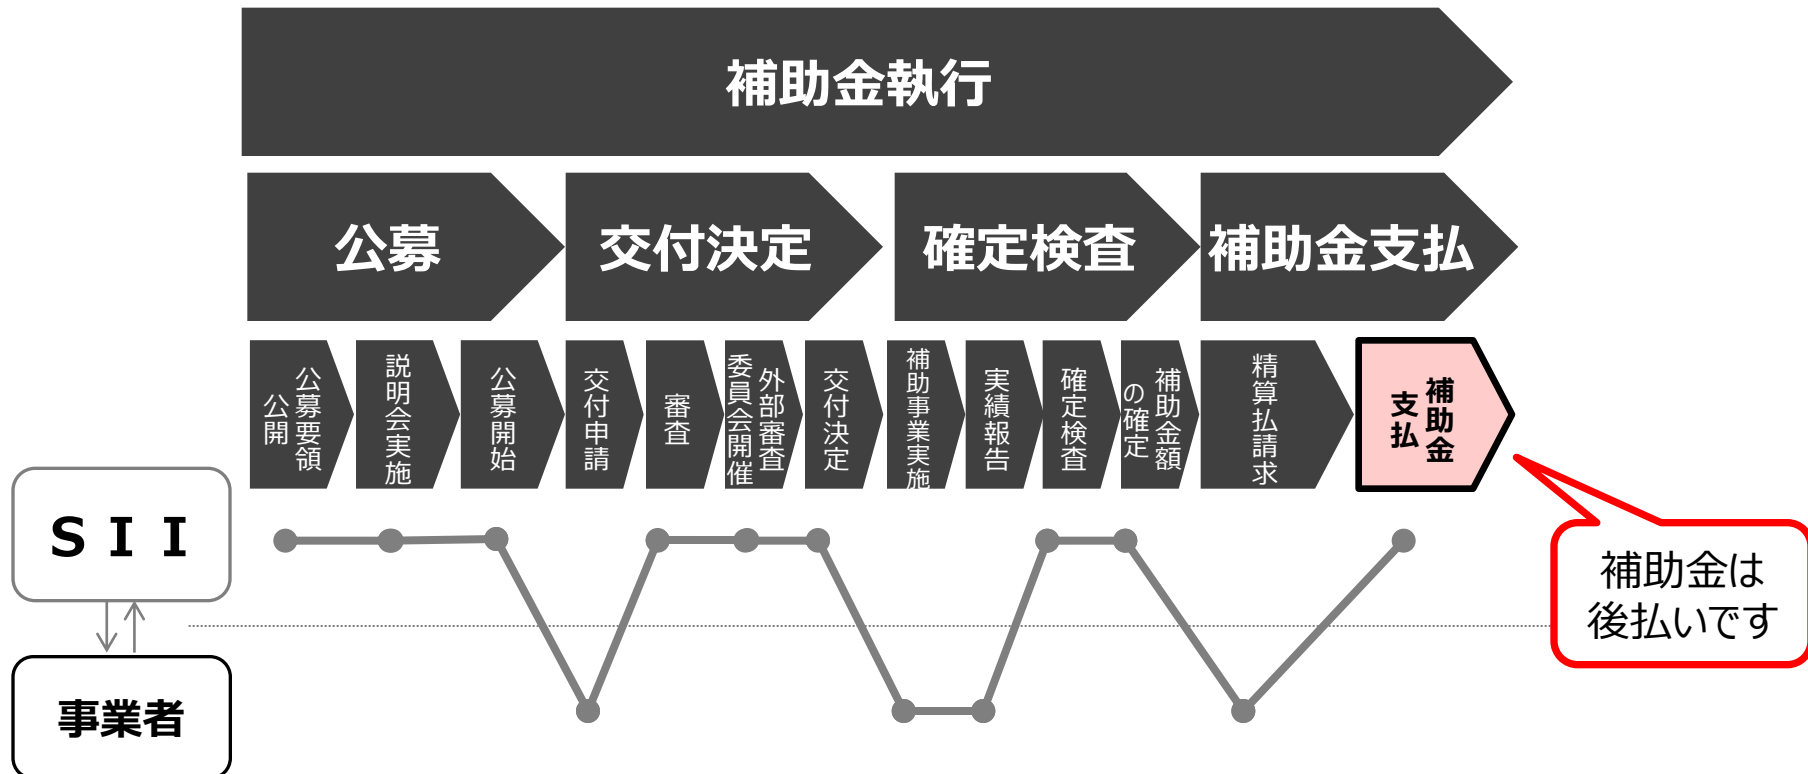 補助金執行
公募
交付決定
確定検査
補助金支払
公募要領
公開
説明会実施
公募開始
交付申請
審査
外部審査
委員会開催
交付決定
補助事業実施
実績報告
確定検査
補助金額
の確定
精算払請求
補助金
支払
ＳＩＩ
補助金は
後払いです
事業者